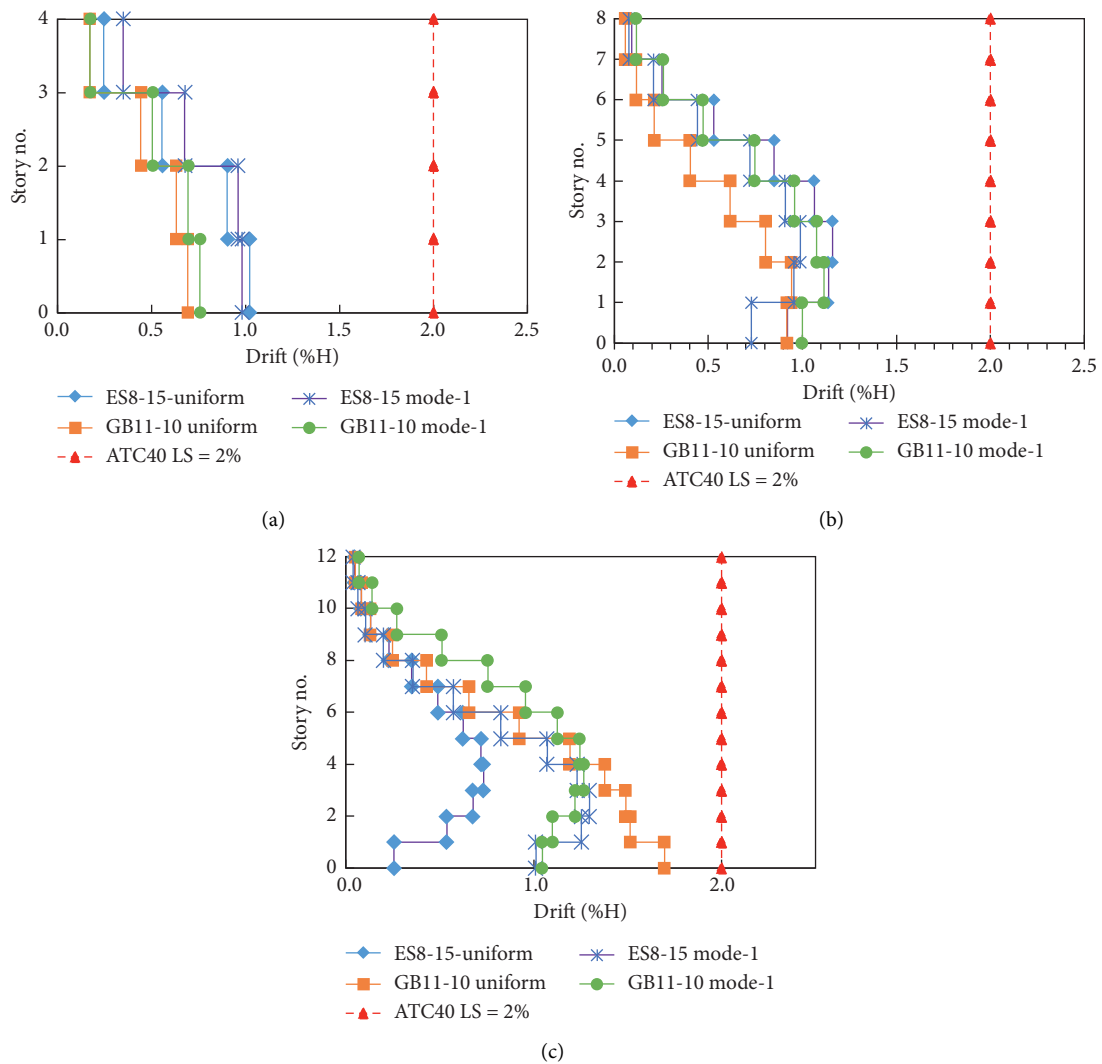 4
3
2
1
0
Story no.
0.0
0.5
1.0
1.5
2.0
2.5
Drift (%H)
ES8-15-uniform
ES8-15 mode-1
GB11-10 uniform
GB11-10 mode-1
ATC40 LS = 2%
(a)
8
7
6
5
4
3
2
1
0
Story no.
0.0
0.5
1.0
1.5
2.0
2.5
Drift (%H)
ES8-15-uniform
ES8-15 mode-1
GB11-10 uniform
GB11-10 mode-1
ATC40 LS = 2%
(b)
12
10
8
6
4
2
0
Story no.
0.0
1.0
2.0
Drift (%H)
ES8-15-uniform
ES8-15 mode-1
GB11-10 uniform
GB11-10 mode-1
ATC40 LS = 2%
(c)